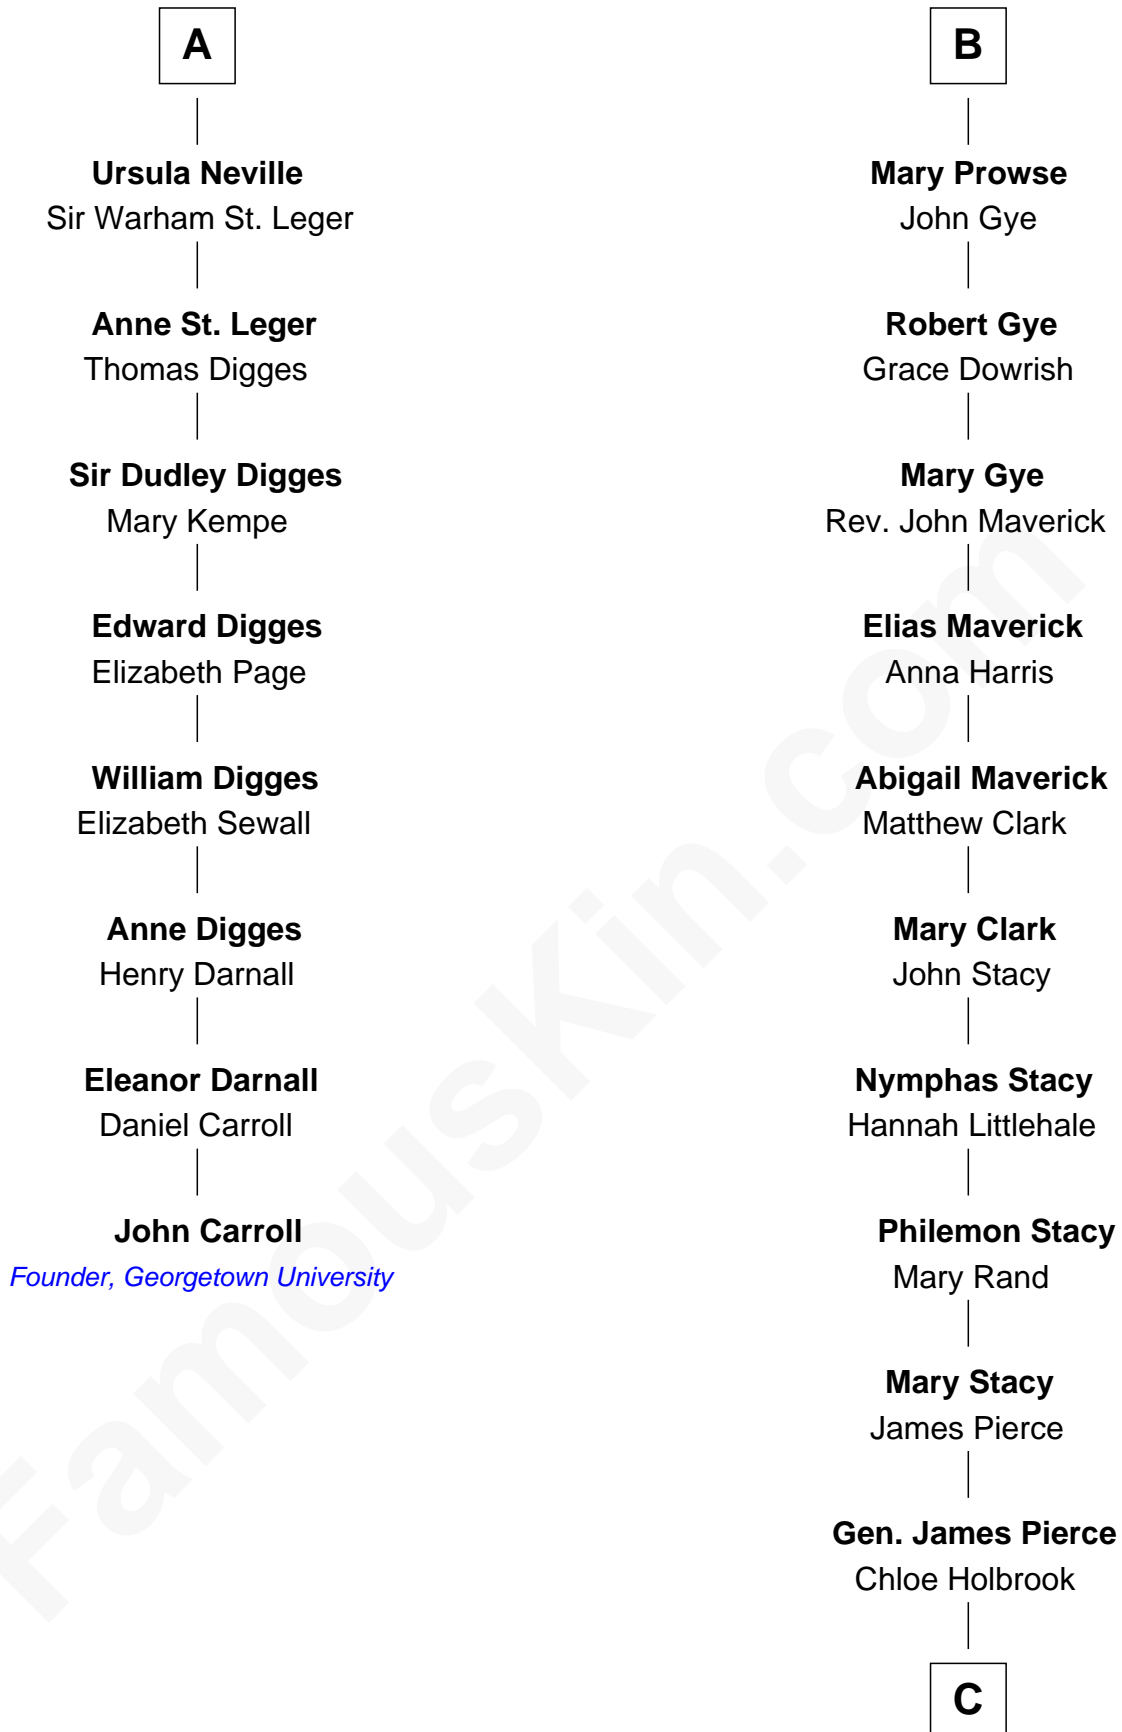 A
Ursula Neville
Sir Warham St. Leger
Anne St. Leger
Thomas Digges
Sir Dudley Digges
Mary Kempe
Edward Digges
Elizabeth Page
William Digges
Elizabeth Sewall
Anne Digges
Henry Darnall
Eleanor Darnall
Daniel Carroll
John Carroll
Founder, Georgetown University
B
Mary Prowse
John Gye
Robert Gye
Grace Dowrish
Mary Gye
Rev. John Maverick
Elias Maverick
Anna Harris
Abigail Maverick
Matthew Clark
Mary Clark
John Stacy
Nymphas Stacy
Hannah Littlehale
Philemon Stacy
Mary Rand
Mary Stacy
James Pierce
Gen. James Pierce
Chloe Holbrook
C
FamousKin.com